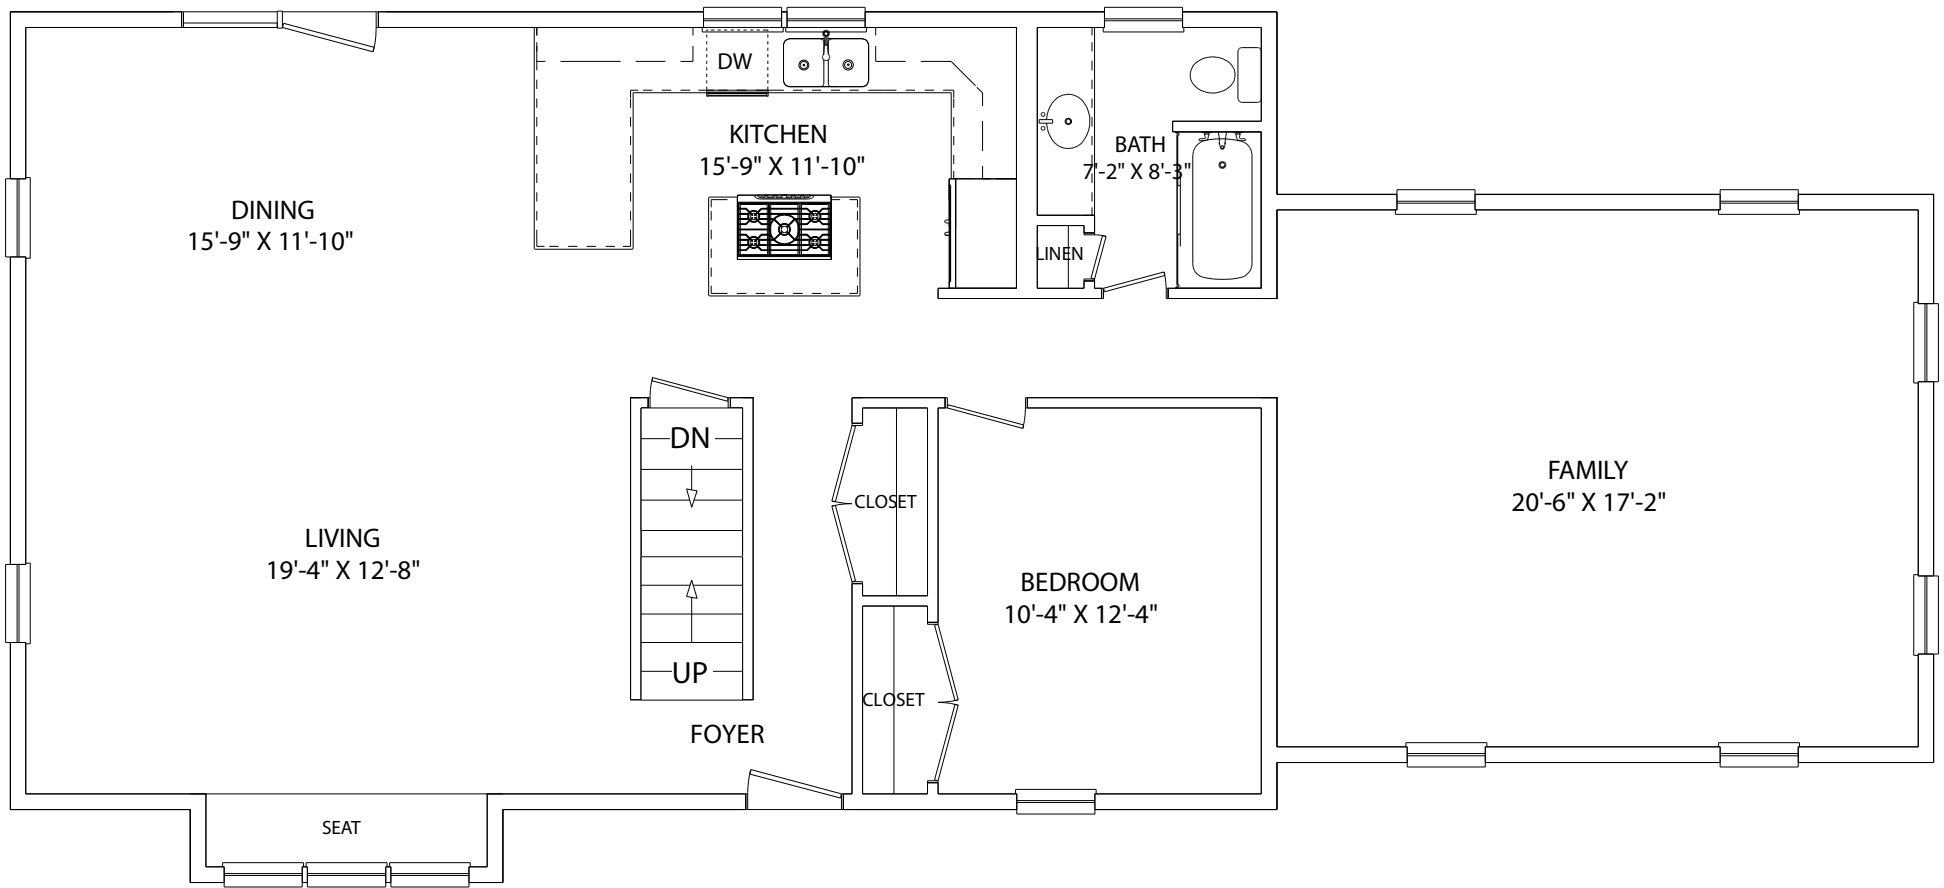 DW
KITCHEN
15'-9" X 11'-10"
BATH
7'-2" X 8'-3"
DINING
15'-9" X 11'-10"
LINEN
DN
CLOSET
FAMILY
20'-6" X 17'-2"
LIVING
19'-4" X 12'-8"
BEDROOM
10'-4" X 12'-4"
UP
CLOSET
FOYER
SEAT